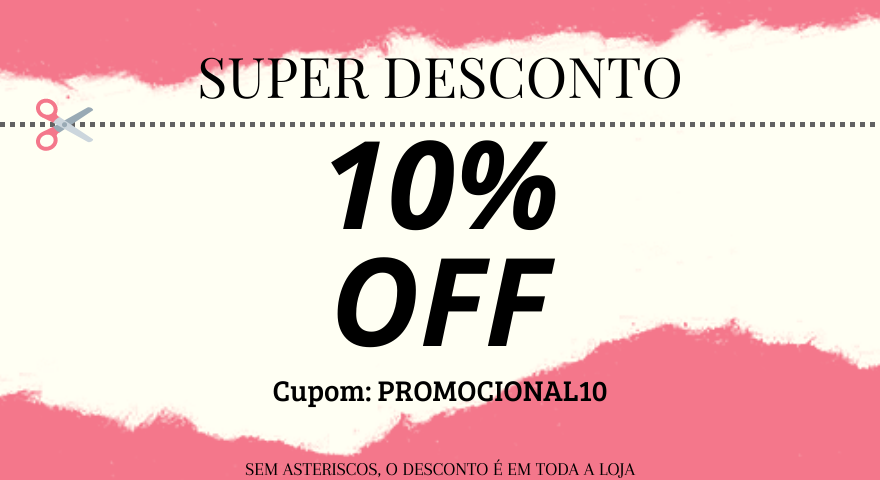 SUPER DESCONTO
10%
OFF
Cupom: PROMOCIONAL10
SEM ASTERISCOS, O DESCONTO É EM TODA A LOJA